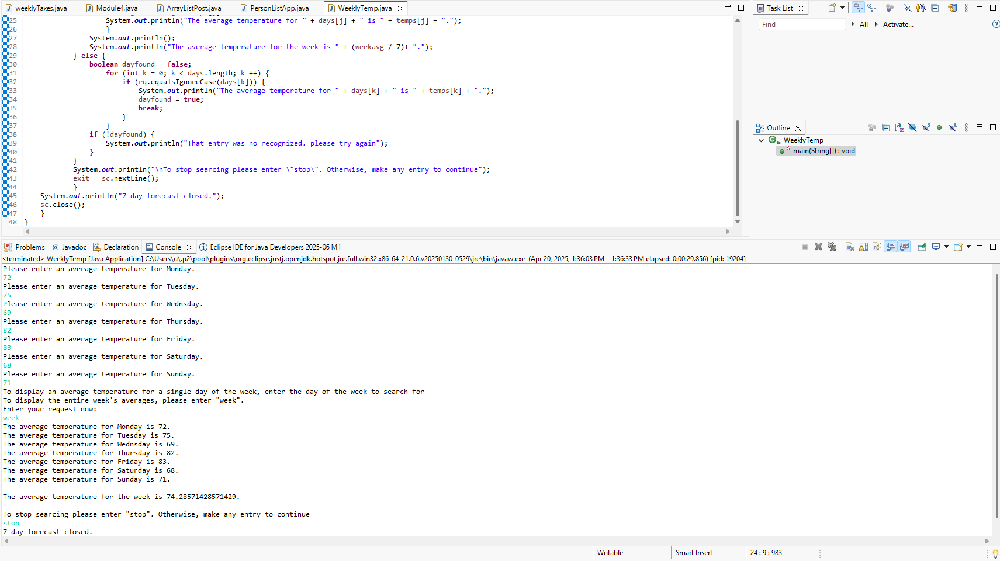 weeklyTaxes.java Module4.java ArrayListPost.java PersonListApp.java WeeklyTemp.java
25 System.out.println("The average temperature for " + days[j] + " is " + temps[j] + ".");
26 }
27 System.out.println();
28 System.out.println("The average temperature for the week is " + (weekavg / 7)+ ".");
29 } else {
30 boolean dayfound = false;
31 for (int k = 0; k < days.length; k ++) {
32 if (rq.equalsIgnoreCase(days[k])) {
33 System.out.println("The average temperature for " + days[k] + " is " + temps[k] + ".");
34 dayfound = true;
35 break;
36 }
37 }
38 if (!dayfound) {
39 System.out.println("That entry was no recognized. please try again");
40 }
41 }
42 System.out.println("\nTo stop searcing please enter \"stop\". Otherwise, make any entry to continue");
43 exit = sc.nextLine();
44 }
45 System.out.println("7 day forecast closed.");
46 sc.close();
47 }
48 }
Task List
Find All Activate...
Outline
WeeklyTemp
main(String[]) : void
Problems Javadoc Declaration Console Eclipse IDE for Java Developers 2025-06 M1
<terminated> WeeklyTemp [Java Application] C:\Users\u\.p2\pool\plugins\org.eclipse.justj.openjdk.hotspot.jre.full.win32.x86_64_21.0.6.v20250130-0529\jre\bin\javaw.exe (Apr 20, 2025, 1:36:03 PM – 1:36:33 PM elapsed: 0:00:29.856) [pid: 19204]
Please enter an average temperature for Monday.
72
Please enter an average temperature for Tuesday.
75
Please enter an average temperature for Wednsday.
69
Please enter an average temperature for Thursday.
82
Please enter an average temperature for Friday.
83
Please enter an average temperature for Saturday.
68
Please enter an average temperature for Sunday.
71
To display an average temperature for a single day of the week, enter the day of the week to search for
To display the entire week's averages, please enter "week".
Enter your request now:
week
The average temperature for Monday is 72.
The average temperature for Tuesday is 75.
The average temperature for Wednsday is 69.
The average temperature for Thursday is 82.
The average temperature for Friday is 83.
The average temperature for Saturday is 68.
The average temperature for Sunday is 71.
The average temperature for the week is 74.28571428571429.
To stop searcing please enter "stop". Otherwise, make any entry to continue
stop
7 day forecast closed.
Writable Smart Insert 24 : 9 : 983